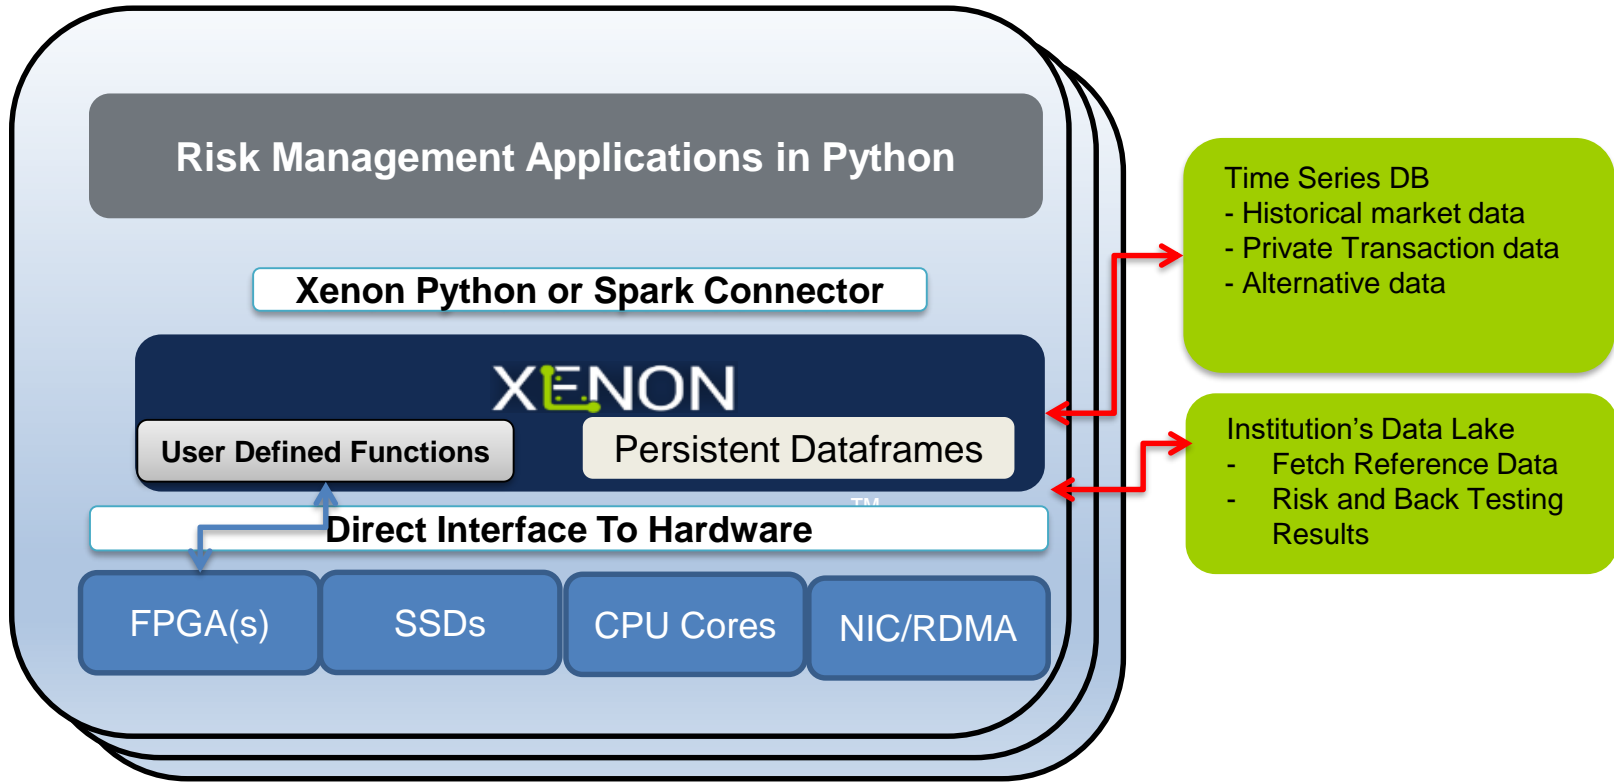 Risk Management Applications in Python
Xenon Python or Spark Connector
XENON
User Defined Functions
Persistent Dataframes
TM
Direct Interface To Hardware
FPGA(s)
SSDs
CPU Cores
NIC/RDMA
Time Series DB
- Historical market data
- Private Transaction data
- Alternative data
Institution’s Data Lake
- Fetch Reference Data
- Risk and Back Testing
Results